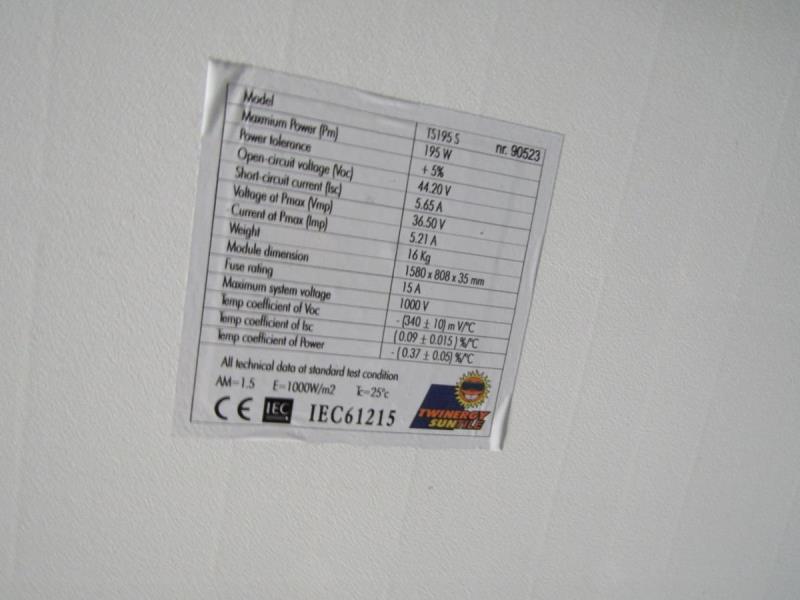 Model TS195 S nr. 90523
Maxmium Power (Pm) 195 W
Power tolerance + 5%
Open-circuit voltage (Voc) 44.20 V
Short-circuit current (Isc) 5.65 A
Voltage at Pmax (Vmp) 36.50 V
Current at Pmax (Imp) 5.21 A
Weight 16 Kg
Module dimension 1580 x 808 x 35 mm
Fuse rating 15 A
Maximum system voltage 1000 V
Temp coefficient of Voc - (340 ± 10) m V/°C
Temp coefficient of Isc (0.09 ± 0.015) %/°C
Temp coefficient of Power - (0.37 ± 0.05) %/°C
All technical data at standard test condition
AM=1.5 E=1000W/m2 Tc=25°c
CE IEC IEC61215
TWINERGY
SUNTILE